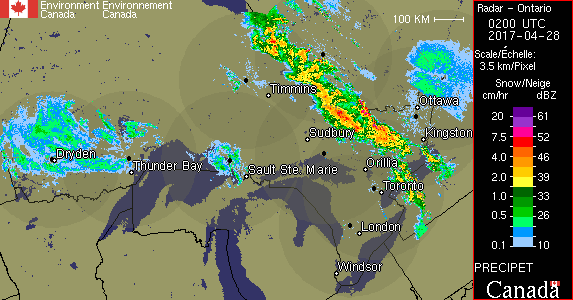 Environment Environnement
Canada Canada
100 KM
Radar - Ontario
0200 UTC
2017-04-28
Scale/Échelle:
3.5 km/Pixel
Snow/Neige
cm/hr dBZ
20 61
7.5 52
4.0 46
2.0 39
1.0 33
0.5 26
0.1 10
PRECIPET
Canada
Timmins
Ottawa
Sudbury
Kingston
Dryden
Thunder Bay
Sault Ste. Marie
Orillia
Toronto
London
Windsor